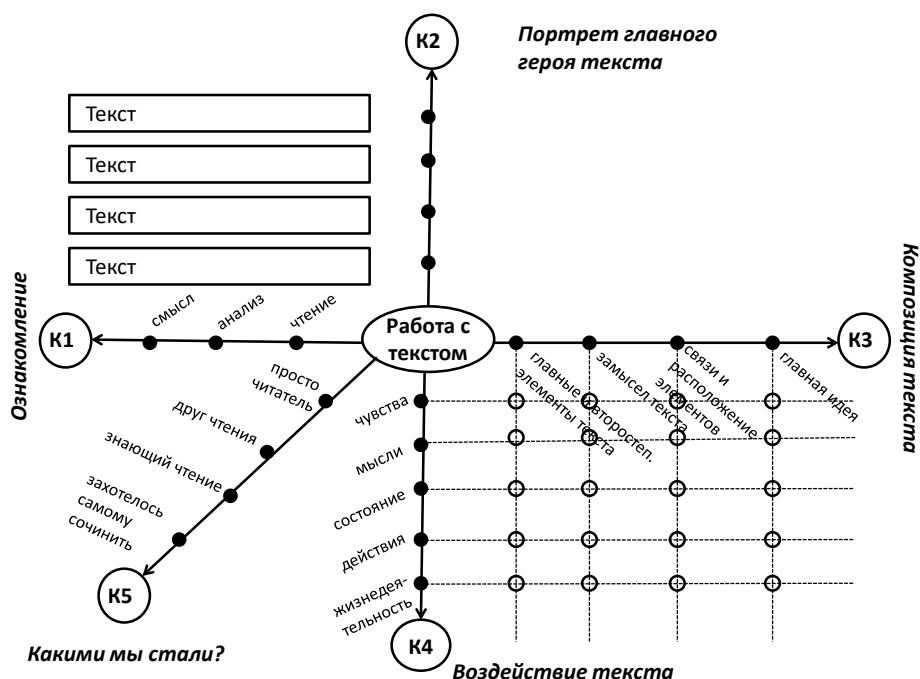 К2
Портрет главного
героя текста
Текст
Текст
Текст
Текст
Ознакомление
К1
смысл
анализ
чтение
Работа с
текстом
К3
Композиция текста
главные и второстеп.
элементы текста
замысел текста
связи и
расположение
элементов
главная идея
просто
читатель
друг чтения
знающий чтение
захотелось
самому
сочинить
К5
Какими мы стали?
чувства
мысли
состояние
действия
жизнедея-
тельность
К4
Воздействие текста